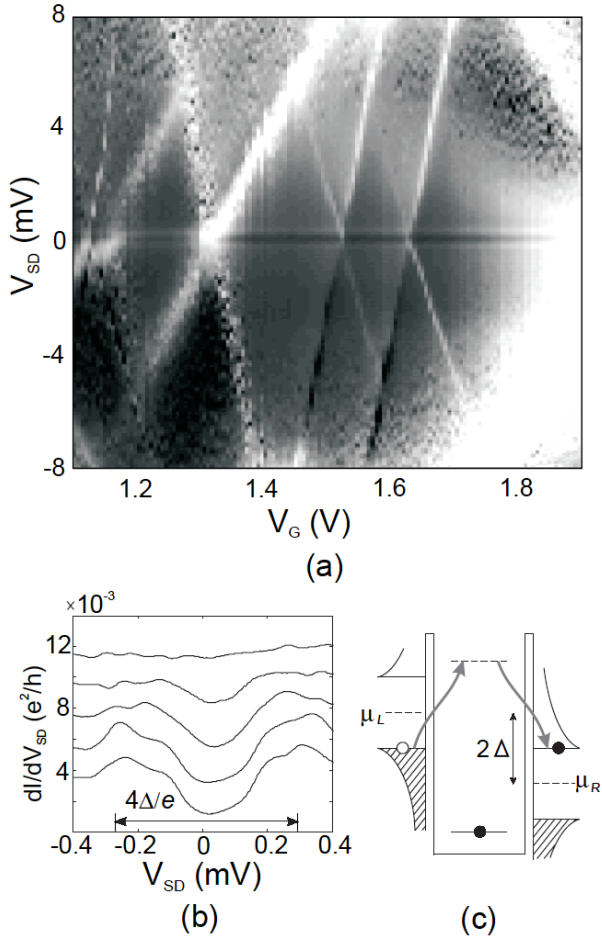 8
4
0
-4
-8
V_SD (mV)
1.2 1.4 1.6 1.8
V_G (V)
(a)
×10⁻³
12
8
4
dI/dV_SD (e²/h)
4Δ/e
-0.4 -0.2 0 0.2 0.4
V_SD (mV)
(b)
μ_L
2Δ
μ_R
(c)